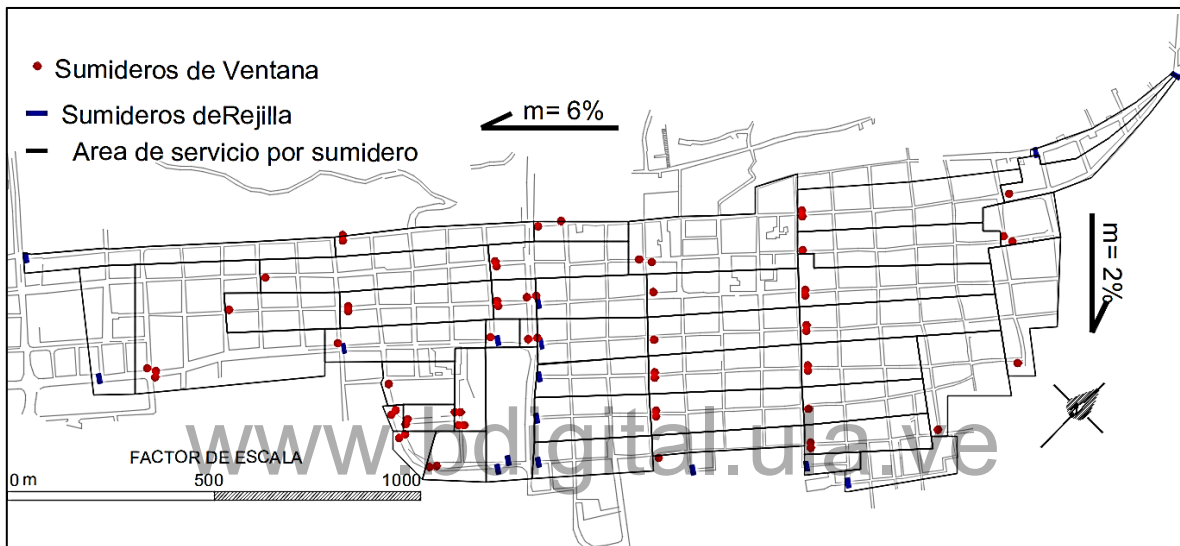 Sumideros de Ventana
m= 6%
Sumideros deRejilla
Area de servicio por sumidero
m= 2%
www.bdigital.ula.ve
FACTOR DE ESCALA
0 m 500 1000